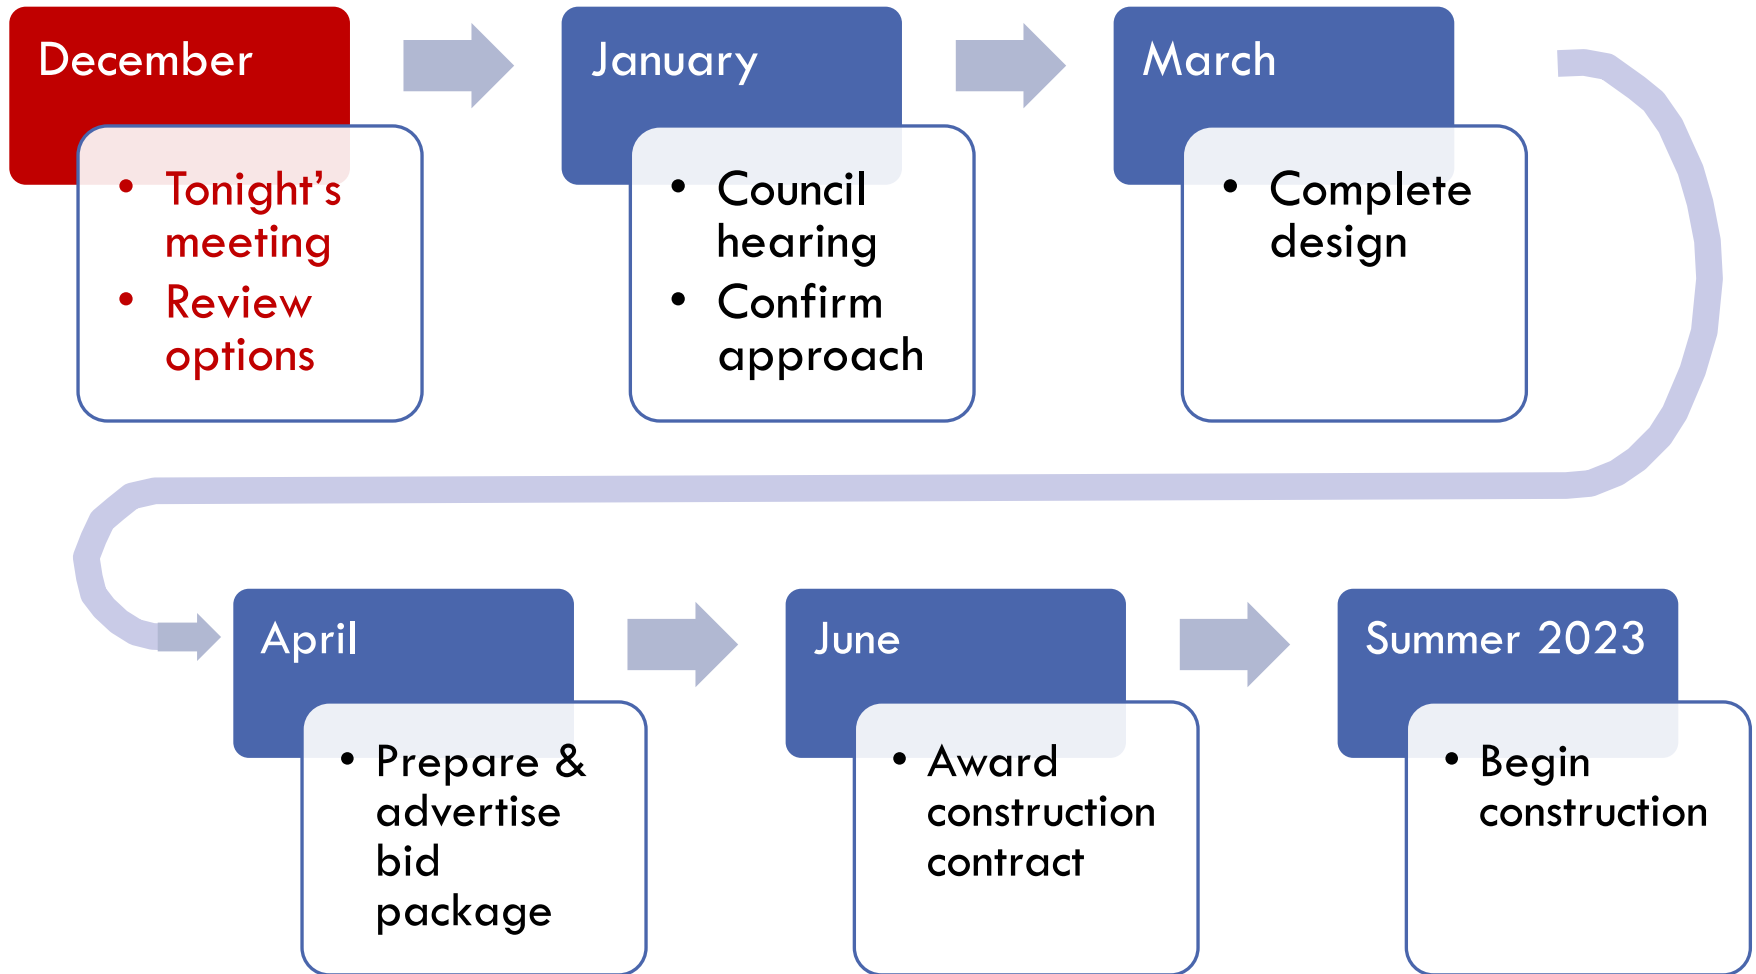 December
• Tonight’s
meeting
• Review
options
January
• Council
hearing
• Confirm
approach
March
• Complete
design
April
• Prepare &
advertise
bid
package
June
• Award
construction
contract
Summer 2023
• Begin
construction